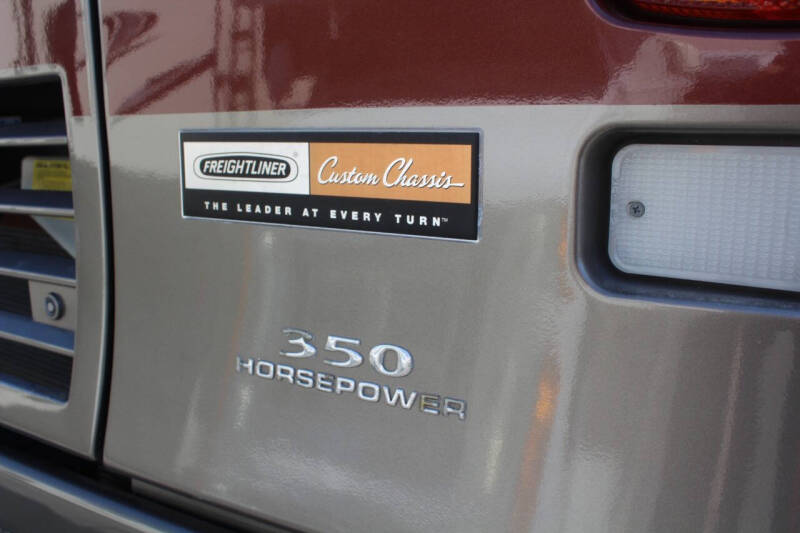 FREIGHTLINER®
Custom Chassis
THE LEADER AT EVERY TURN™
350
HORSEPOWER